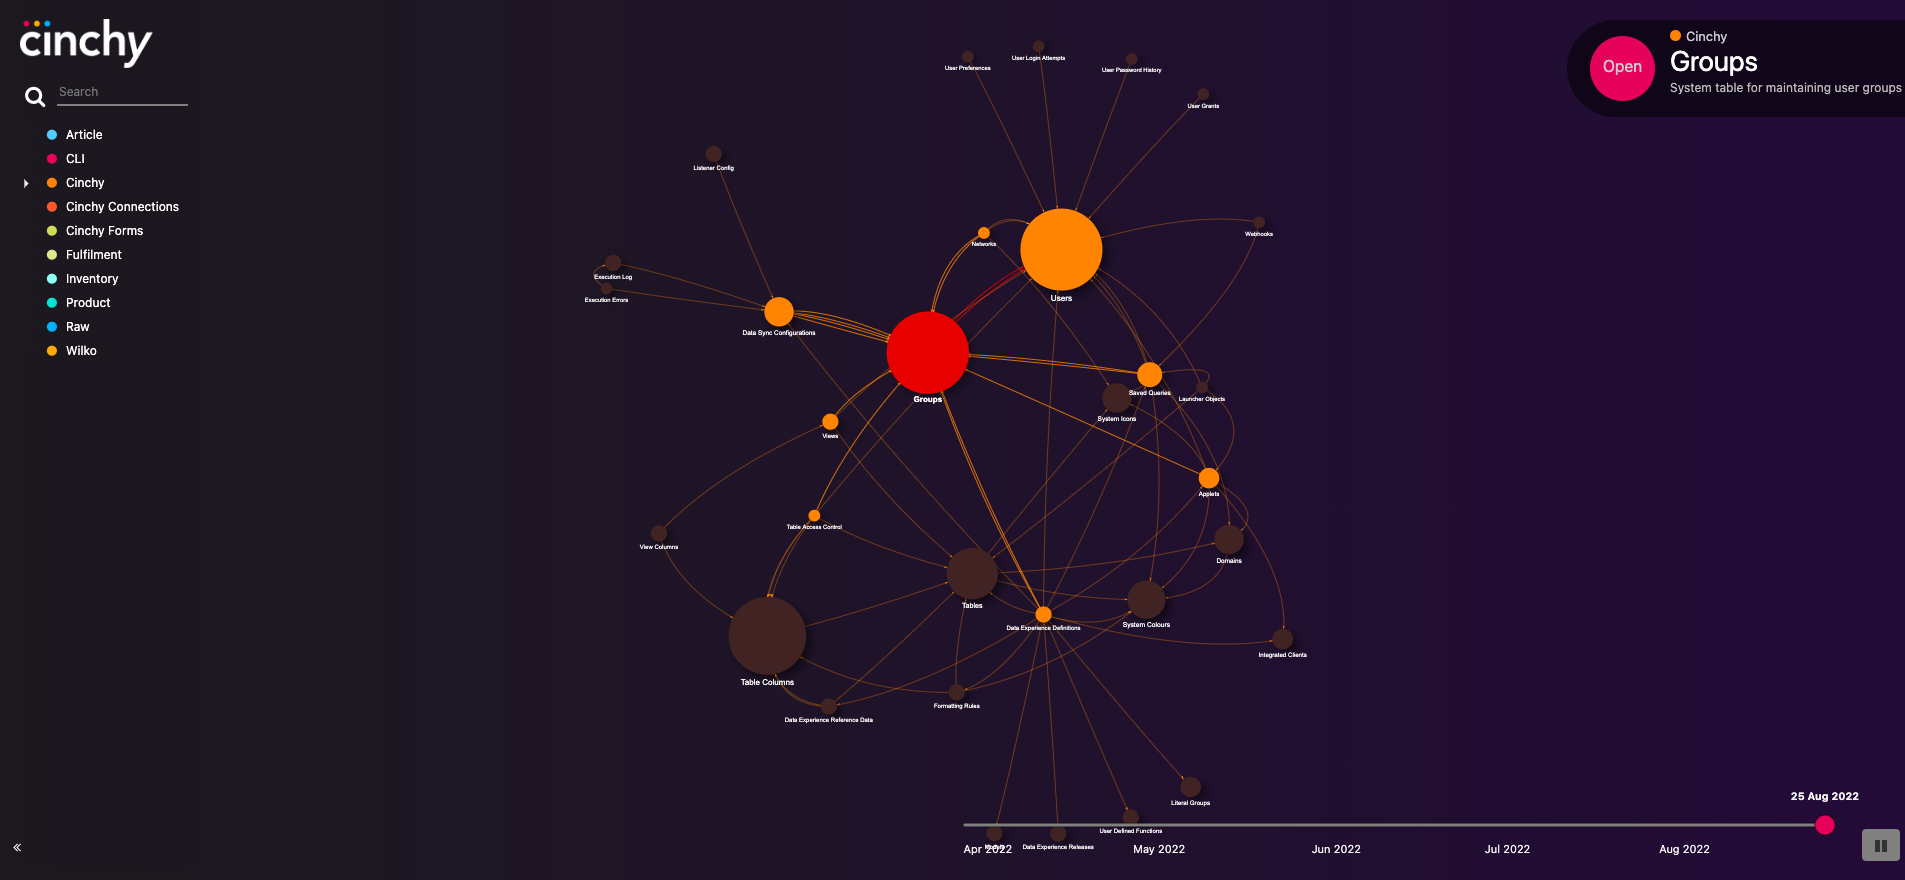 cinchy
Search
Article
CLI
Cinchy
Cinchy Connections
Cinchy Forms
Fulfilment
Inventory
Product
Raw
Wilko
Open
Cinchy
Groups
System table for maintaining user groups
User Login Attempts
User Preferences
User Password History
User Grants
Listener Config
Webhooks
Networks
Execution Log
Users
Execution Errors
Data Sync Configurations
Saved Queries
Groups
Launcher Objects
System Icons
Views
Applets
Table Access Control
View Columns
Domains
Tables
Data Experience Definitions
System Colours
Integrated Clients
Table Columns
Formatting Rules
Data Experience Reference Data
Literal Groups
User Defined Functions
Data Experience Releases
25 Aug 2022
Apr 2022
May 2022
Jun 2022
Jul 2022
Aug 2022